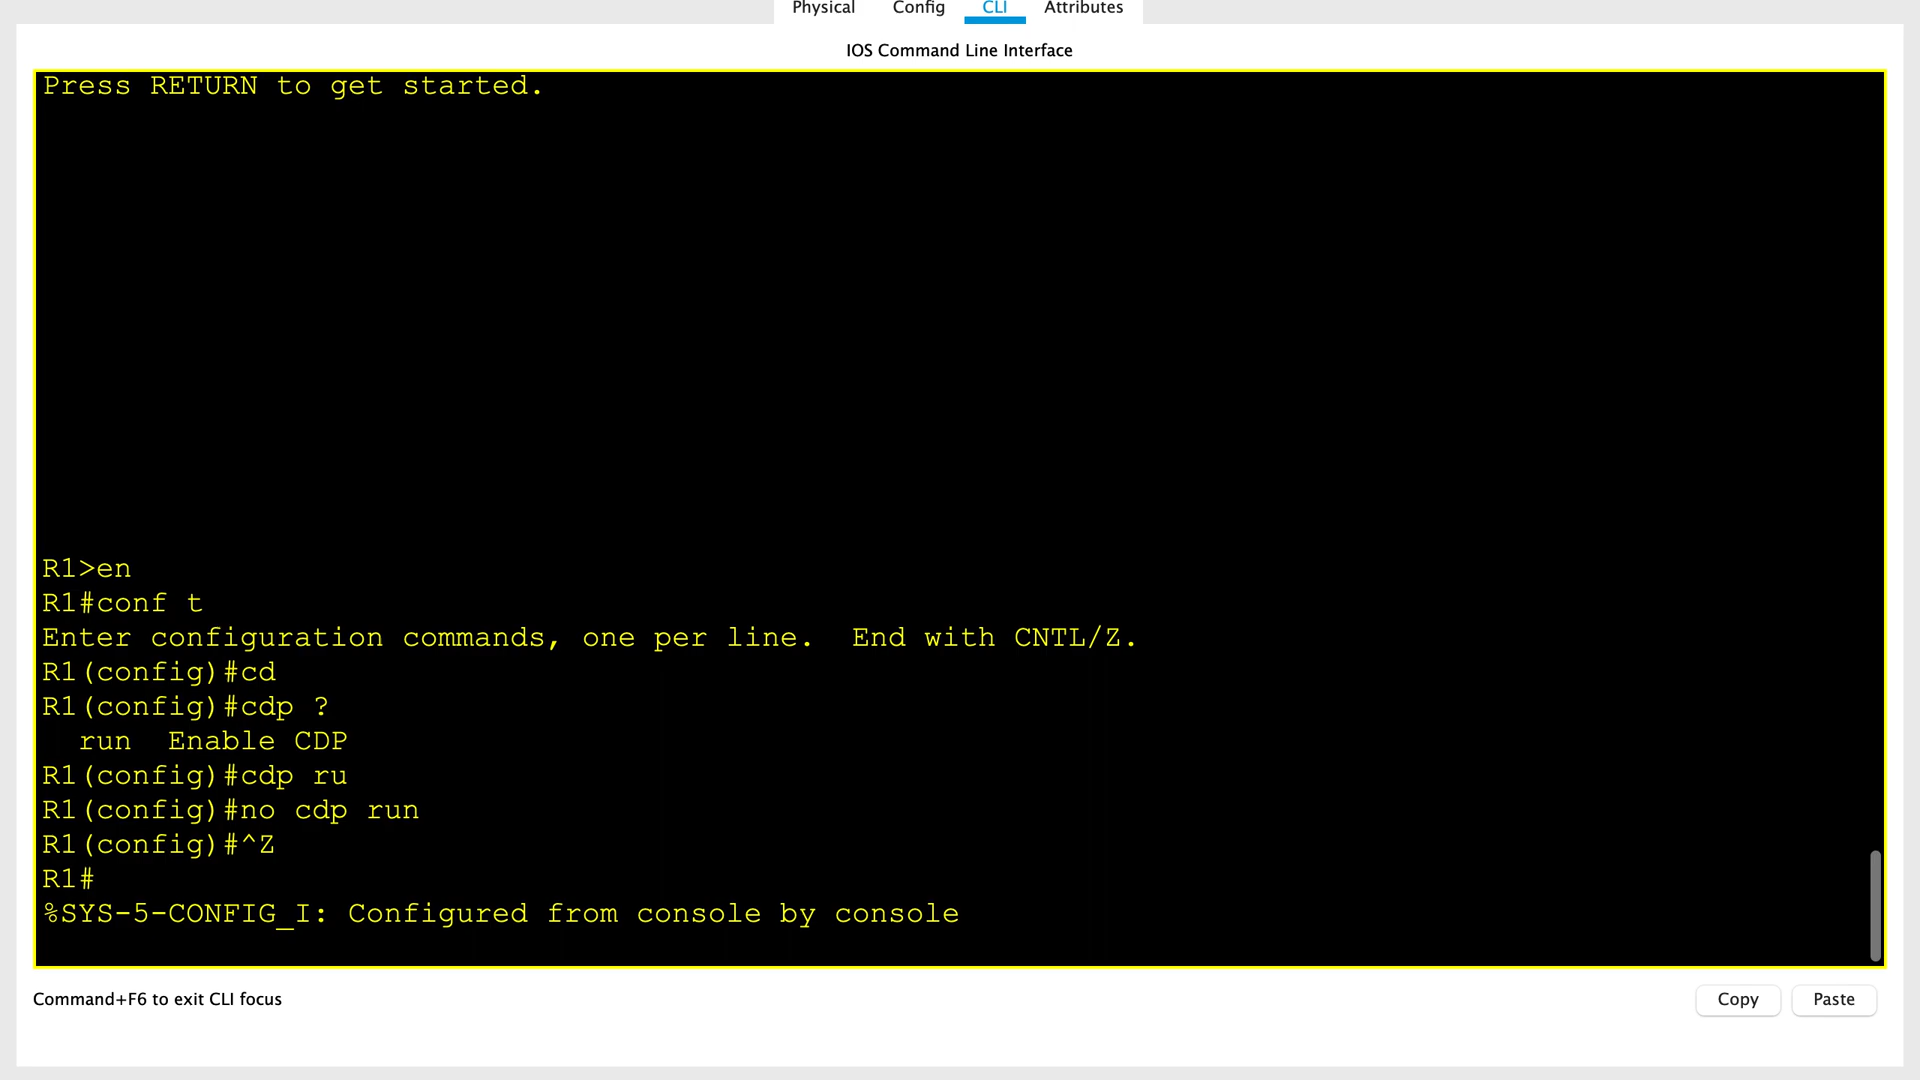 Physical Config CLI Attributes
IOS Command Line Interface
Press RETURN to get started.
R1>en
R1#conf t
Enter configuration commands, one per line.  End with CNTL/Z.
R1(config)#cd
R1(config)#cdp ?
  run  Enable CDP
R1(config)#cdp ru
R1(config)#no cdp run
R1(config)#^Z
R1#
%SYS-5-CONFIG_I: Configured from console by console
Command+F6 to exit CLI focus
Copy Paste